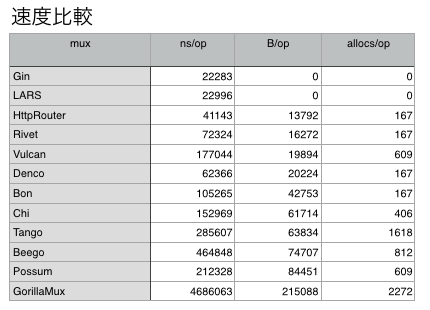 速度比較
mux ns/op B/op allocs/op
Gin 22283 0 0
LARS 22996 0 0
HttpRouter 41143 13792 167
Rivet 72324 16272 167
Vulcan 177044 19894 609
Denco 62366 20224 167
Bon 105265 42753 167
Chi 152969 61714 406
Tango 285607 63834 1618
Beego 464848 74707 812
Possum 212328 84451 609
GorillaMux 4686063 215088 2272